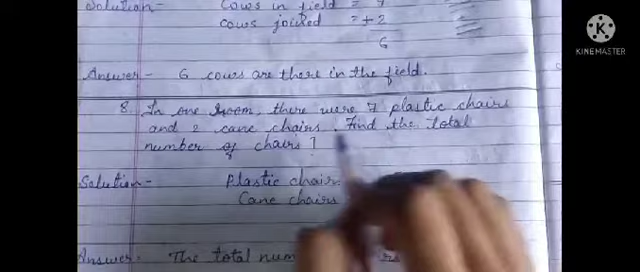 Solution- Cows in field =
cows joined = + 2
6
Answer- 6 cows are there in the field.
8. In one room, there were 7 plastic chairs
and 2 cane chairs. Find the total
number of chairs?
Solution- Plastic chair
Cane chairs
Answer: The total num
KINEMASTER